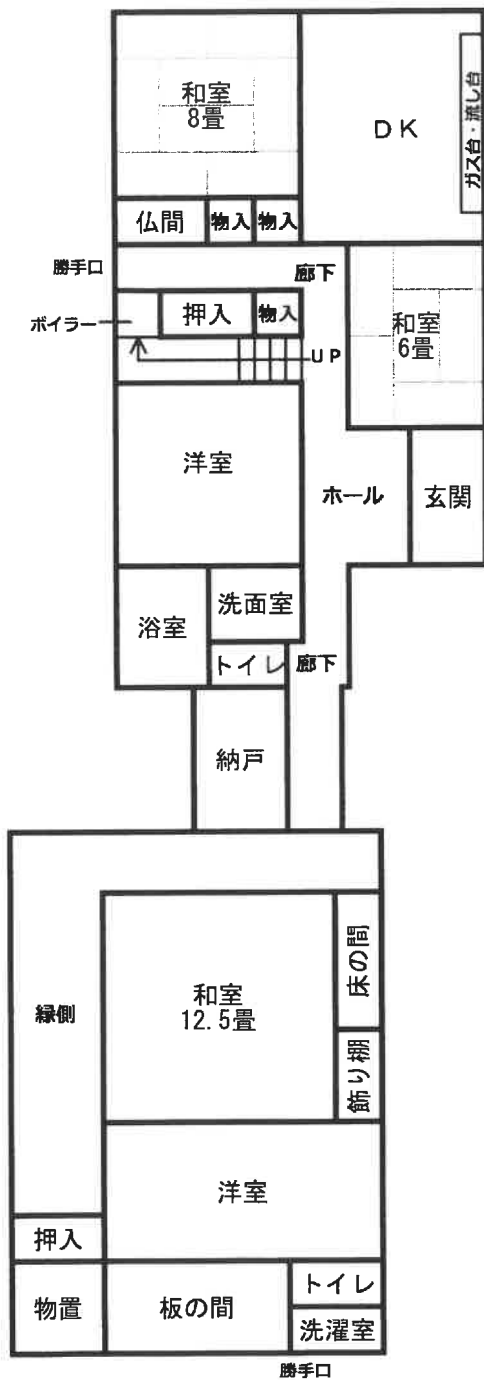 和室
8畳
DK
ガス台・流し台
仏間
物入
物入
勝手口
廊下
ボイラー
押入
物入
和室
6畳
UP
洋室
ホール
玄関
浴室
洗面室
トイレ
廊下
納戸
縁側
和室
12.5畳
床の間
飾り棚
洋室
押入
物置
板の間
トイレ
洗濯室
勝手口